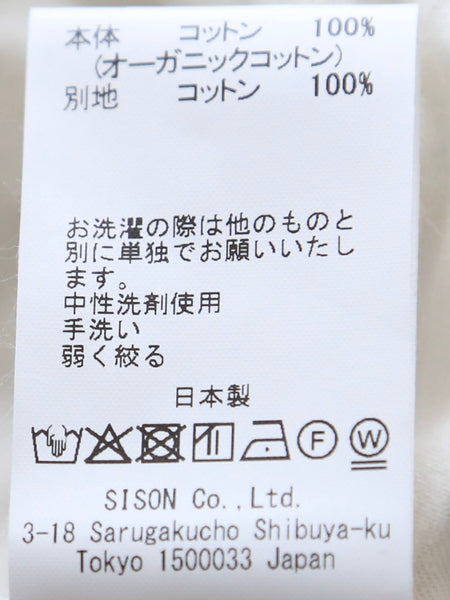 本体 コットン 100%
(オーガニックコットン)
別地 コットン 100%
お洗濯の際は他のものと
別に単独でお願いいたし
ます。
中性洗剤使用
手洗い
弱く絞る
日本製
F W
SISON Co.,Ltd.
3-18 Sarugakucho Shibuya-ku
Tokyo 1500033 Japan